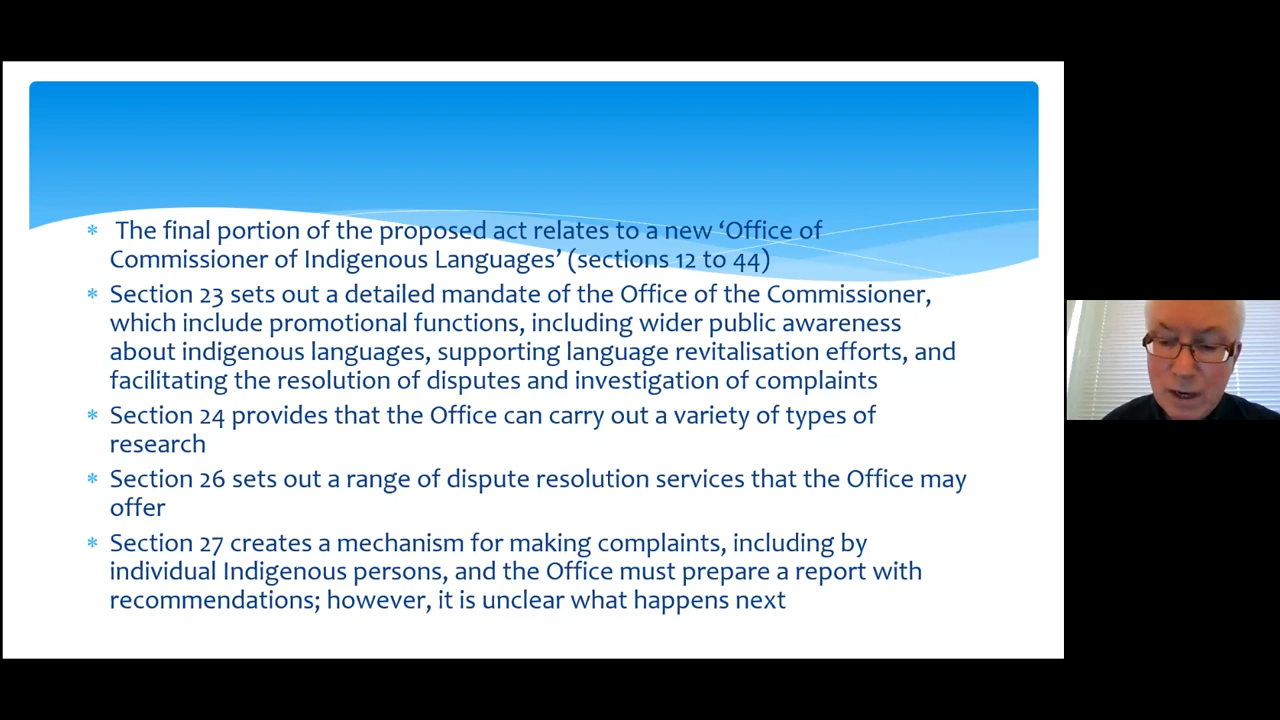 * The final portion of the proposed act relates to a new ‘Office of
Commissioner of Indigenous Languages’ (sections 12 to 44)
* Section 23 sets out a detailed mandate of the Office of the Commissioner,
which include promotional functions, including wider public awareness
about indigenous languages, supporting language revitalisation efforts, and
facilitating the resolution of disputes and investigation of complaints
* Section 24 provides that the Office can carry out a variety of types of
research
* Section 26 sets out a range of dispute resolution services that the Office may
offer
* Section 27 creates a mechanism for making complaints, including by
individual Indigenous persons, and the Office must prepare a report with
recommendations; however, it is unclear what happens next